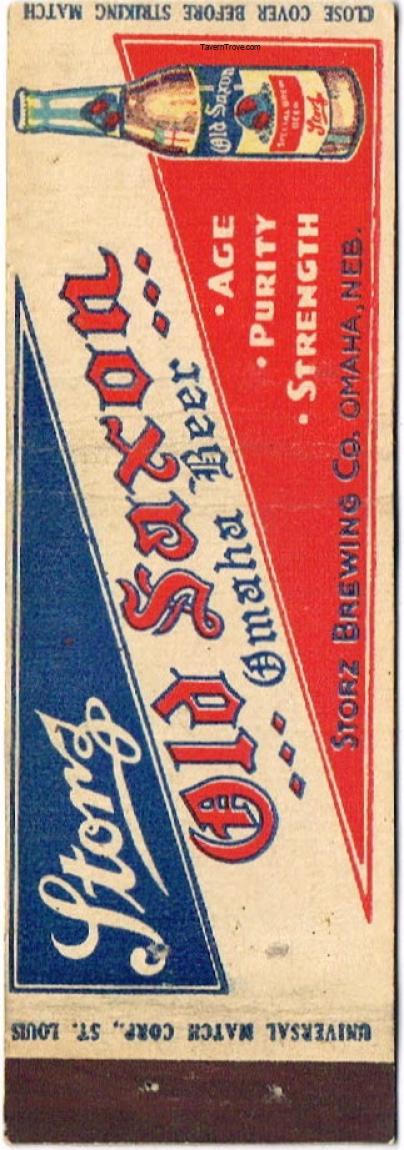 CLOSE COVER BEFORE STRIKING MATCH
TavernTrove.com
Storz
Old Saxon
Omaha Beer
Old Saxon
SPECIAL BREW
BEER
Storz
• AGE
• PURITY
• STRENGTH
STORZ BREWING CO. OMAHA, NEB.
UNIVERSAL MATCH CORP., ST. LOUIS